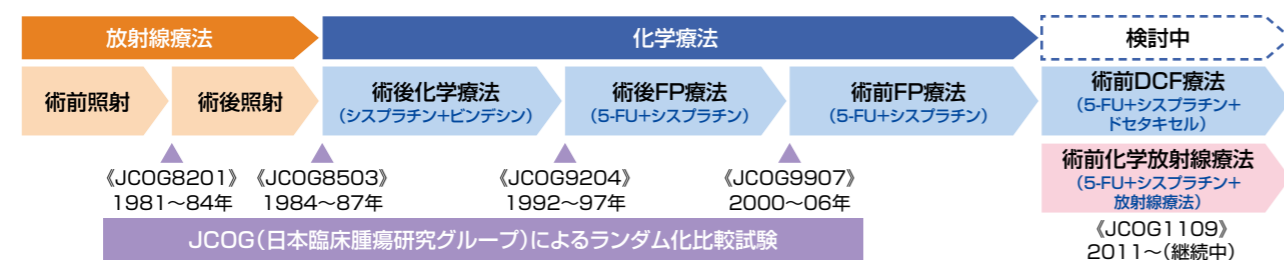 放射線療法
化学療法
検討中
術前照射
術後照射
術後化学療法
(シスプラチン+ビンデシン)
術後FP療法
(5-FU+シスプラチン)
術前FP療法
(5-FU+シスプラチン)
術前DCF療法
(5-FU+シスプラチン+
ドセタキセル)
術前化学放射線療法
(5-FU+シスプラチン+
放射線療法)
《JCOG8201》
1981〜84年
《JCOG8503》
1984〜87年
《JCOG9204》
1992〜97年
《JCOG9907》
2000〜06年
《JCOG1109》
2011〜(継続中)
JCOG(日本臨床腫瘍研究グループ)によるランダム化比較試験